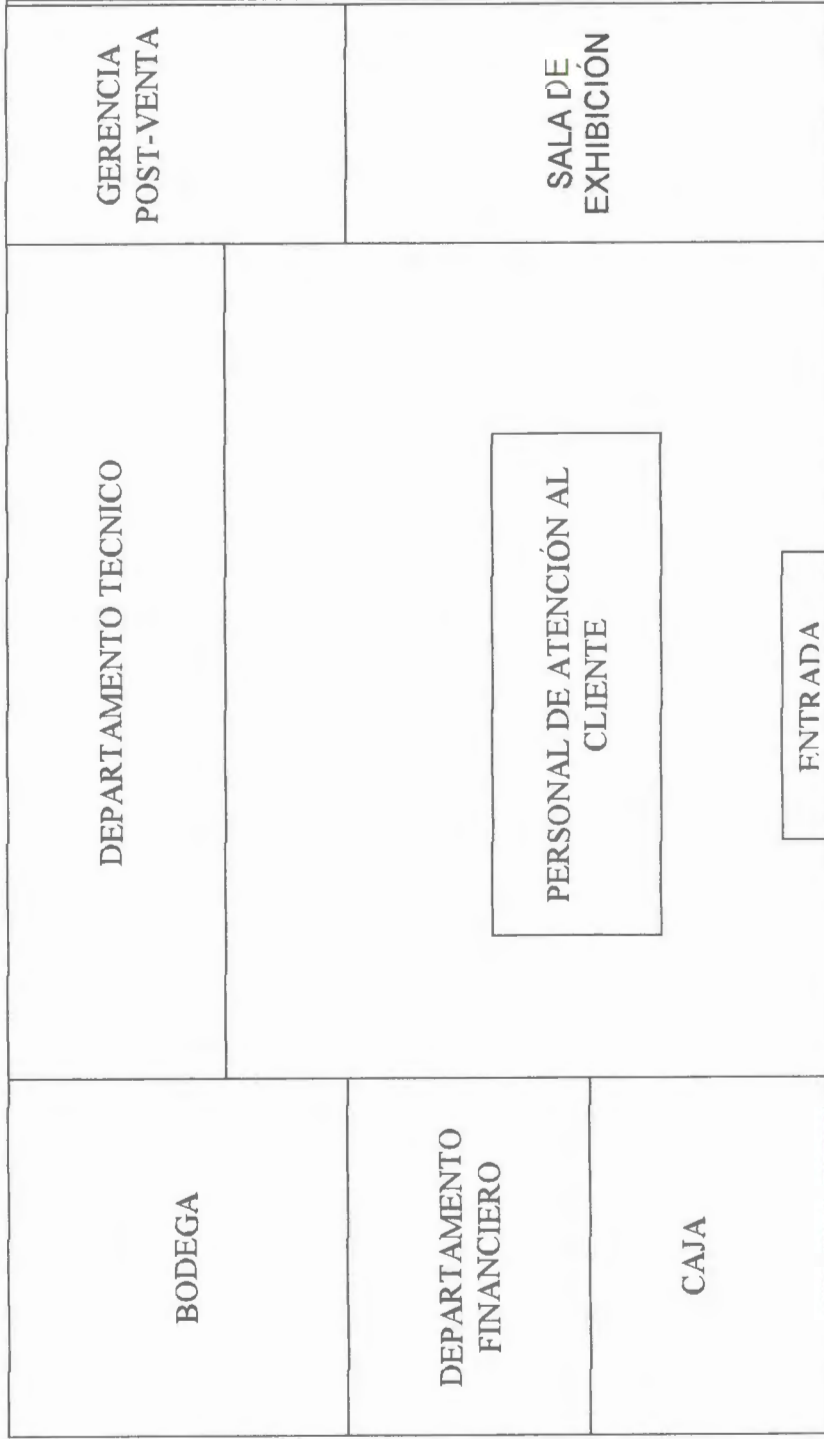 BODEGA
DEPARTAMENTO TECNICO
GERENCIA
POST-VENTA
DEPARTAMENTO
FINANCIERO
PERSONAL DE ATENCIÓN AL
CLIENTE
SALA DE
EXHIBICIÓN
CAJA
ENTRADA